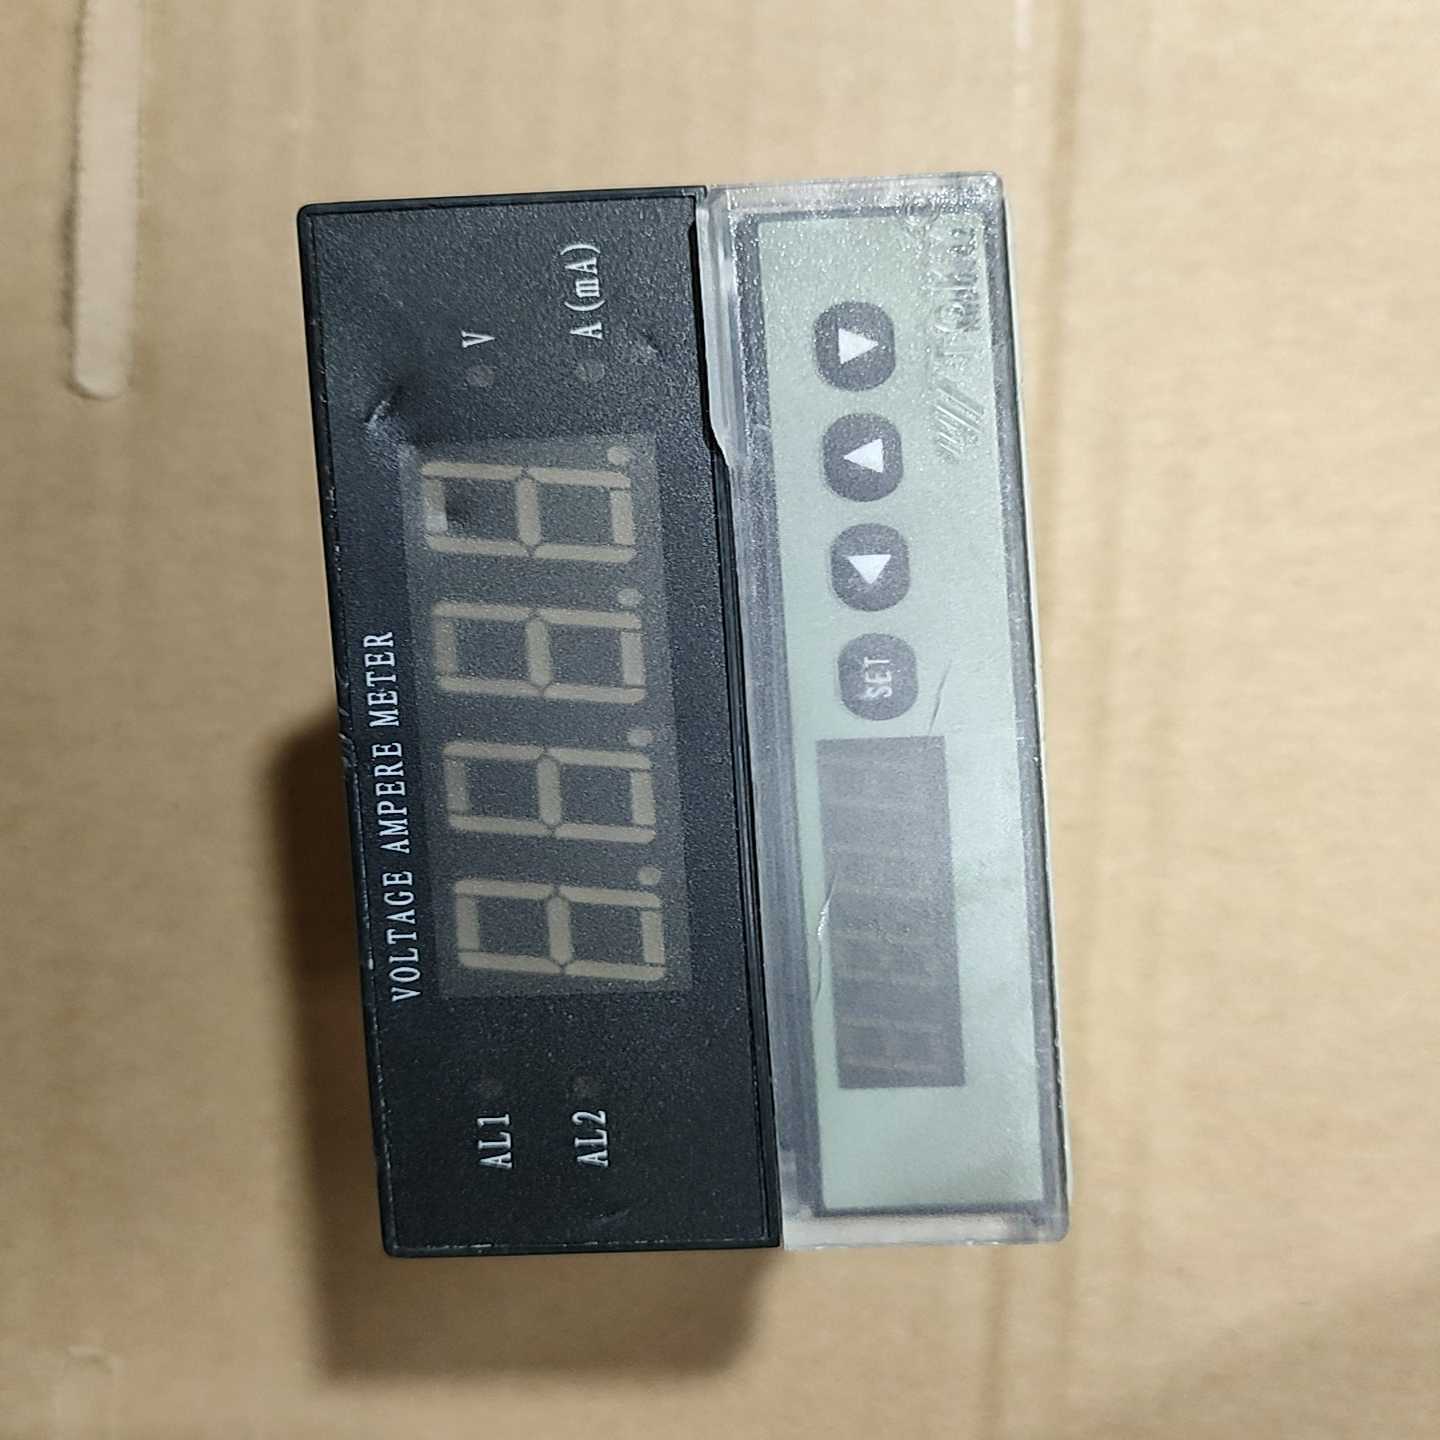 VOLTAGE AMPERE METER
AL1
AL2
V
A(mA)
SET